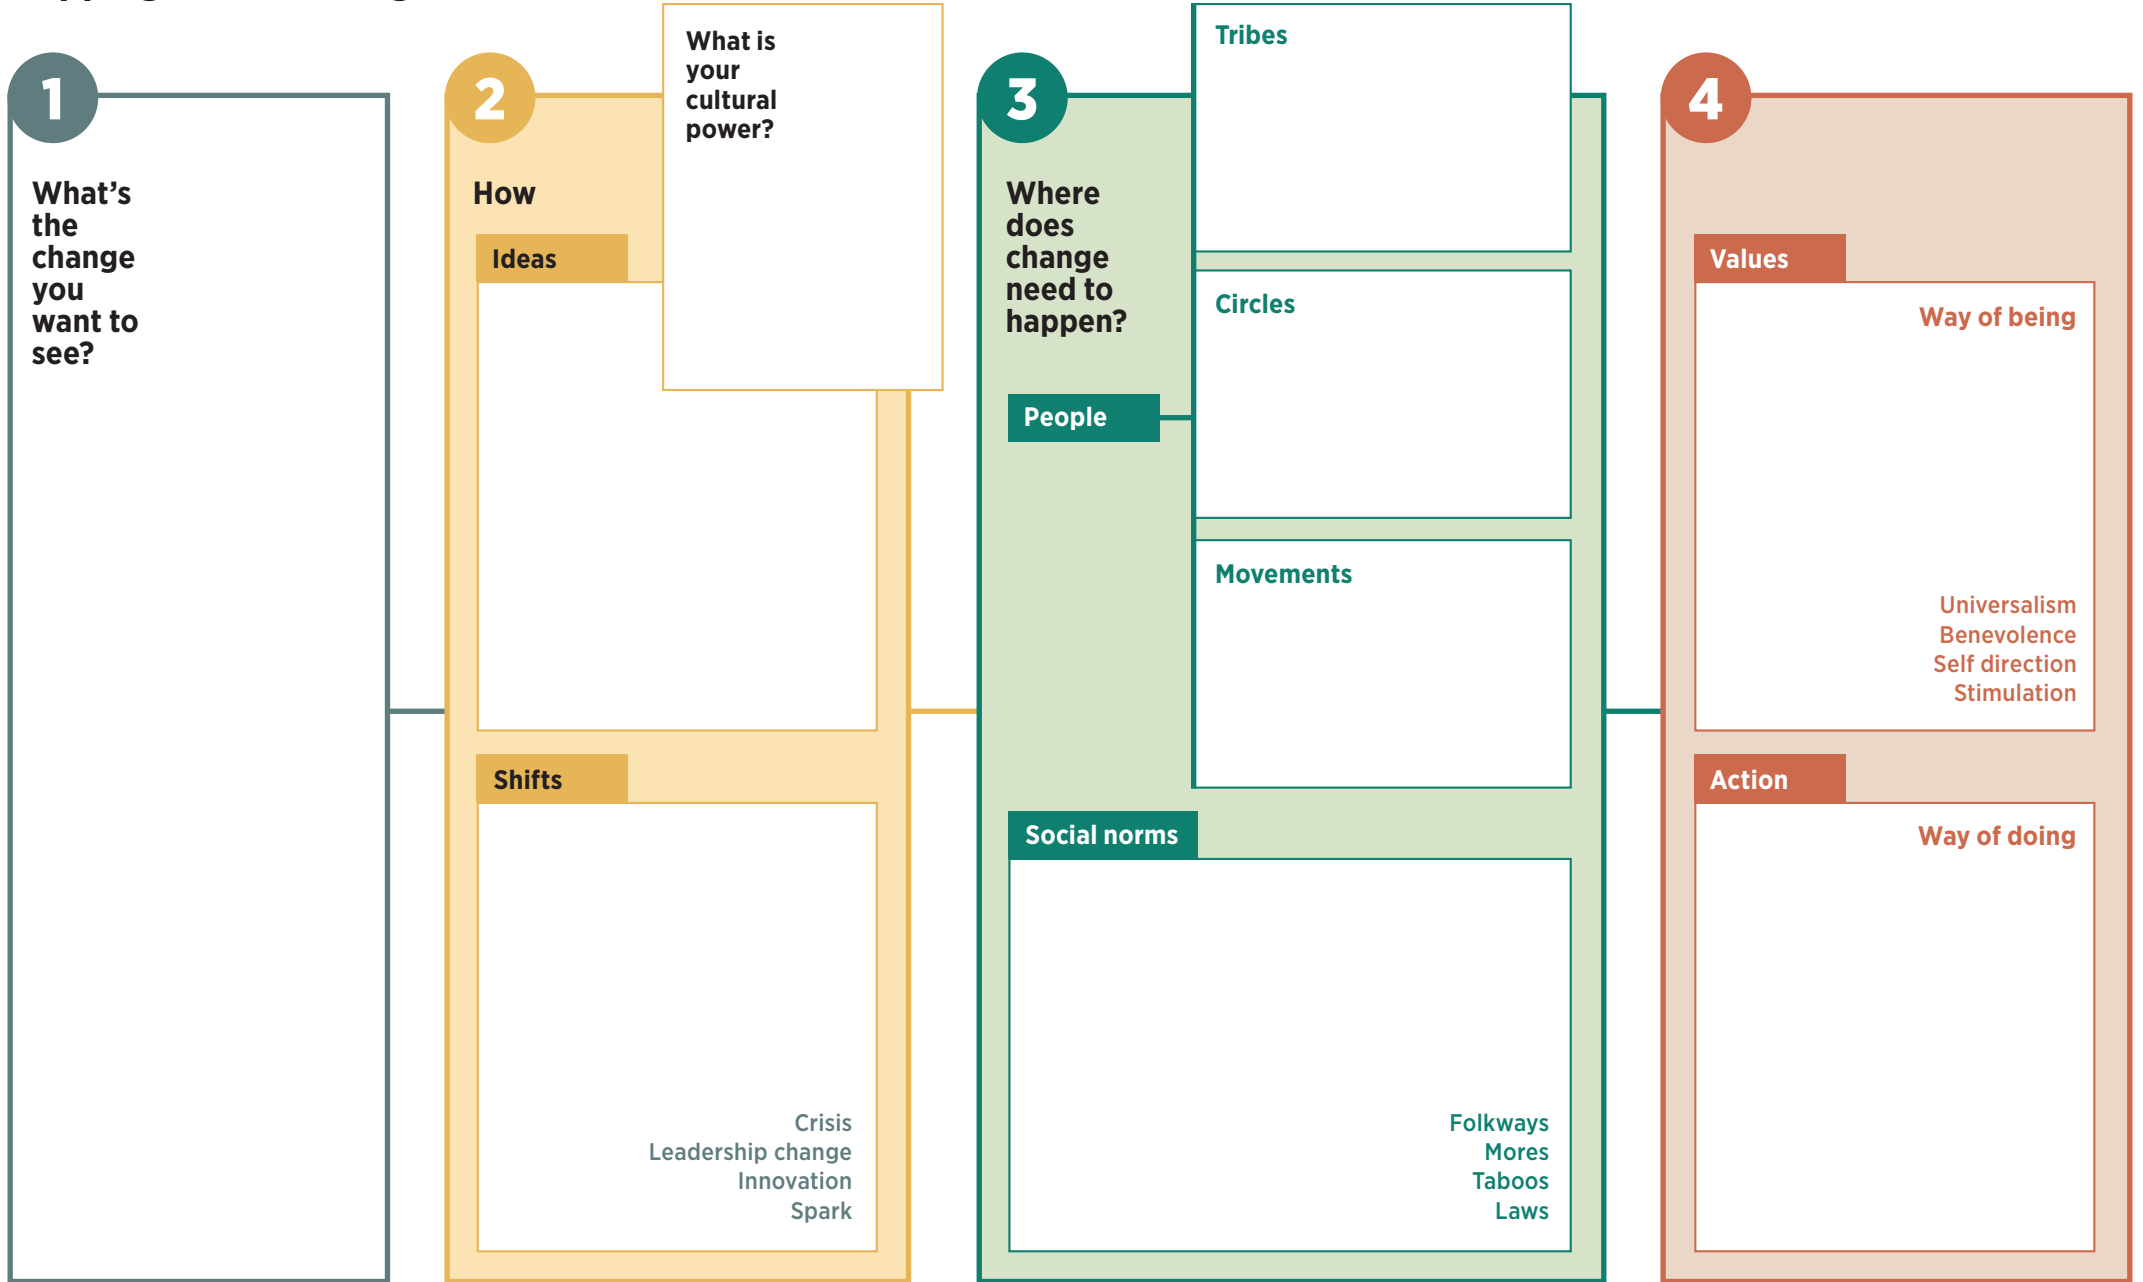 1
What’s
the
change
you
want to
see?
2
How
What is
your
cultural
power?
Ideas
Shifts
Crisis
Leadership change
Innovation
Spark
3
Where
does
change
need to
happen?
People
Tribes
Circles
Movements
Social norms
Folkways
Mores
Taboos
Laws
4
Values
Way of being
Universalism
Benevolence
Self direction
Stimulation
Action
Way of doing